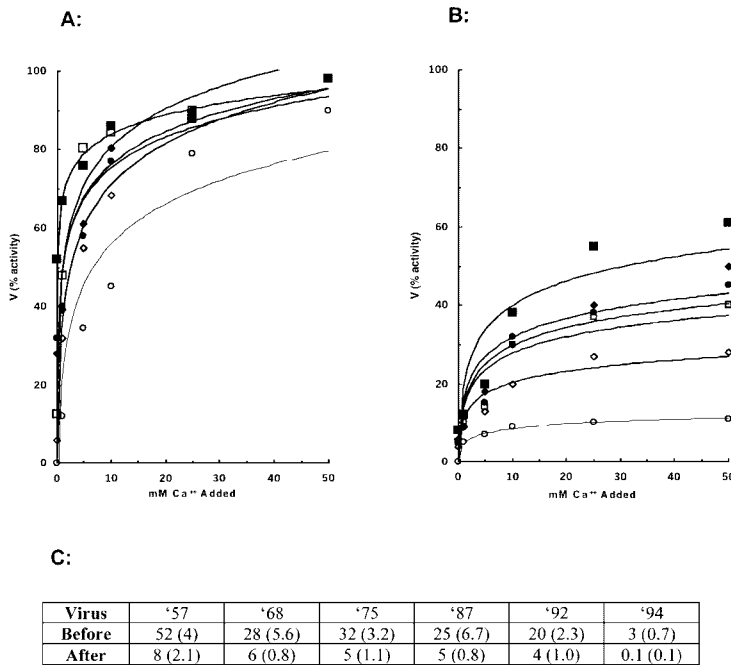 A:
B:
100
80
60
40
20
0
V (% activity)
0 10 20 30 40 50
mM Ca⁺⁺ Added
100
80
60
40
20
0
V (% activity)
0 10 20 30 40 50
mM Ca⁺⁺ Added
C:
Virus '57 '68 '75 '87 '92 '94
Before 52 (4) 28 (5.6) 32 (3.2) 25 (6.7) 20 (2.3) 3 (0.7)
After 8 (2.1) 6 (0.8) 5 (1.1) 5 (0.8) 4 (1.0) 0.1 (0.1)